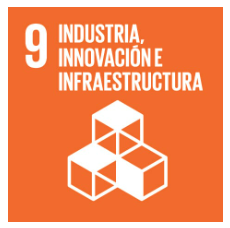 9 INDUSTRIA,
INNOVACIÓN E
INFRAESTRUCTURA